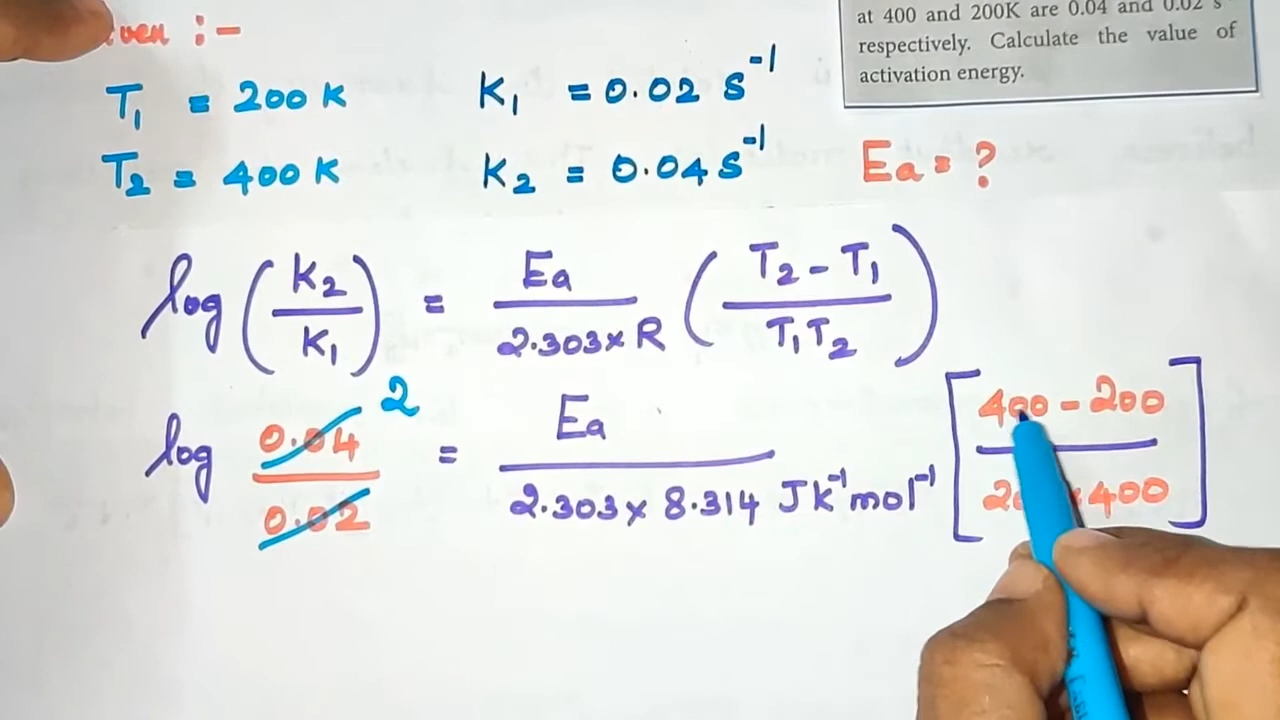 at 400 and 200K are 0.04 and 0.02 s
respectively. Calculate the value of
activation energy.
:-
T₁ = 200 K K₁ = 0.02 S⁻¹
T₂ = 400 K K₂ = 0.04 S⁻¹ Ea = ?
log (K₂/K₁) = Ea/2.303 × R (T₂ - T₁/T₁T₂)
2
log 0.04/0.02 = Ea/2.303 × 8.314 JK⁻¹mol⁻¹ [400 - 200/400]